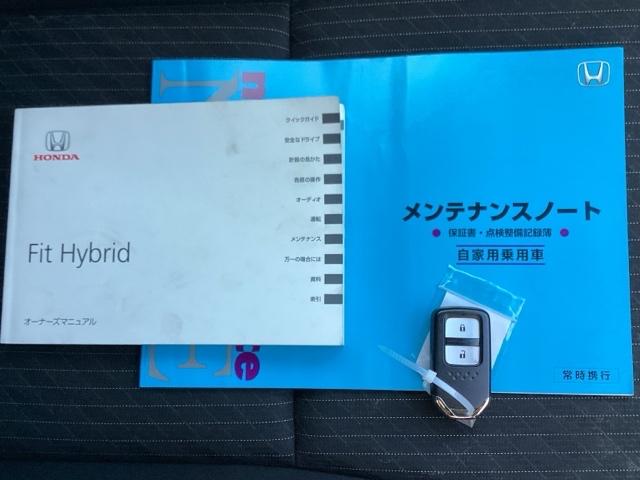 HONDA
Fit Hybrid
オーナーズマニュアル
クイックガイド
安全なドライブ
計器の見かた
各部の操作
オーディオ
運転
メンテナンス
万一の場合には
資料
索引
メンテナンスノート
● 保証書・点検整備記録簿 ●
自家用乗用車
常時携行